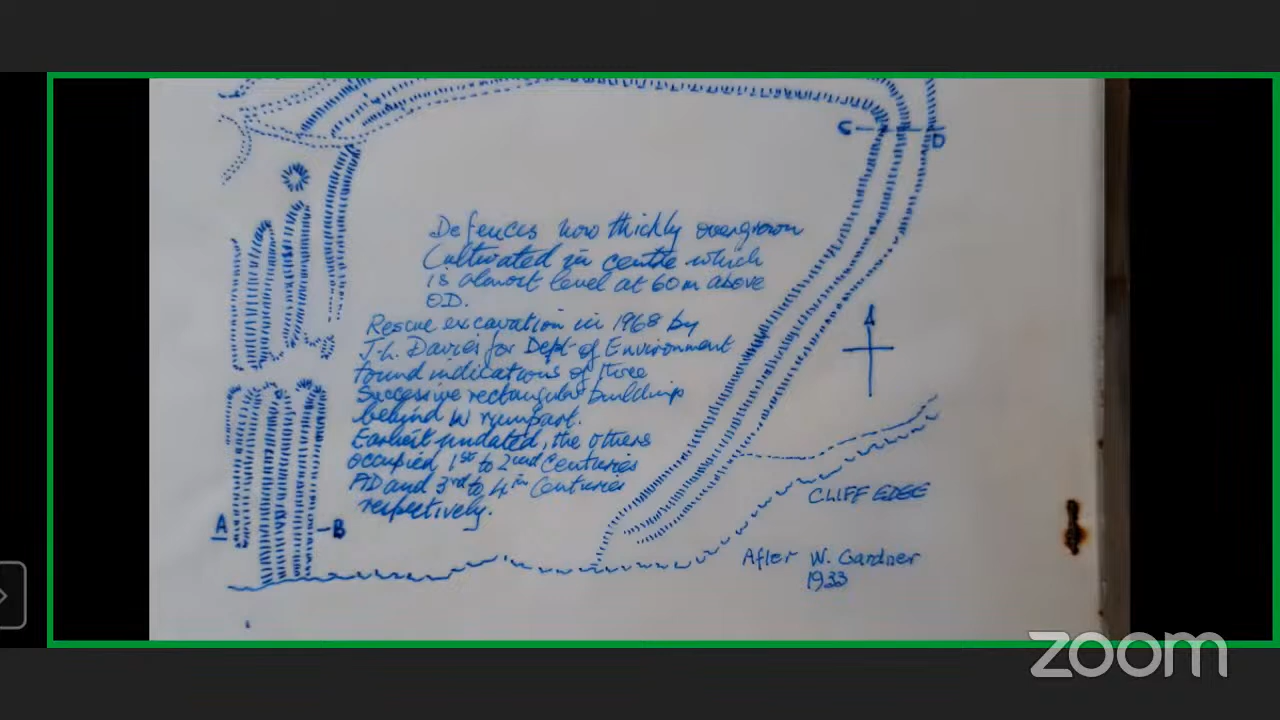 C
D
Defences now thickly overgrown
Cultivated in centre which
is almost level at 60m above
OD.
Rescue excavation in 1968 by
J.L. Davies for Dept of Environment
found indications of three
Successive rectangular buildings
behind W rampart.
Earliest undated, the others
occupied 1st to 2nd Centuries
AD and 3rd to 4th Centuries
respectively.
A
B
CLIFF EDGE
After W. Gardner
1933
zoom